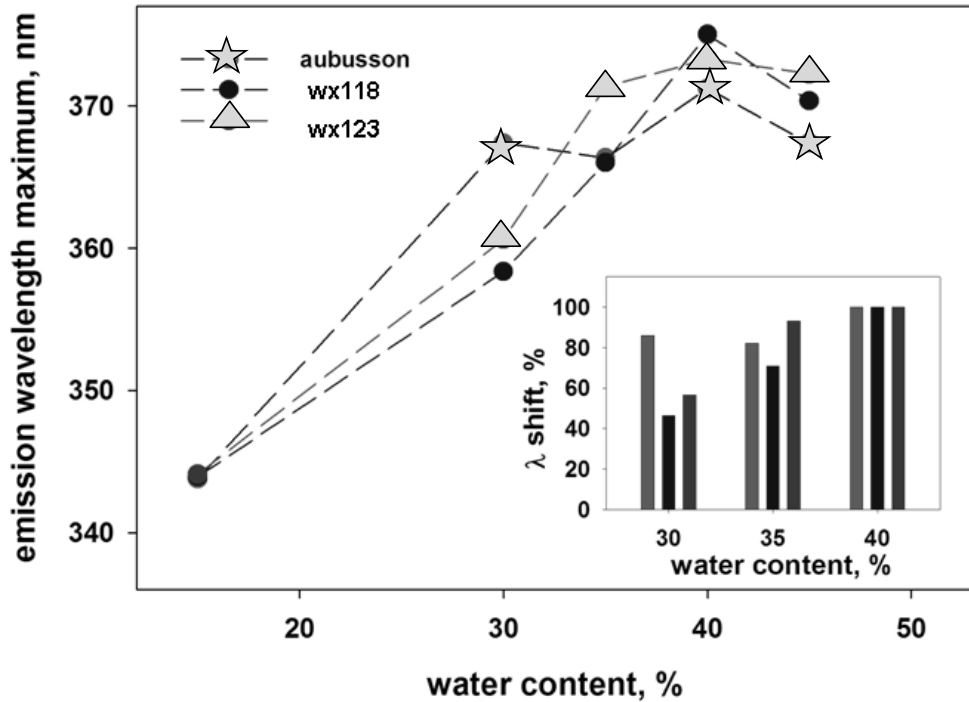 emission wavelength maximum, nm
370
360
350
340
aubusson
wx118
wx123
20
30
40
50
water content, %
λ shift, %
100
80
60
40
20
0
30
35
40
water content, %